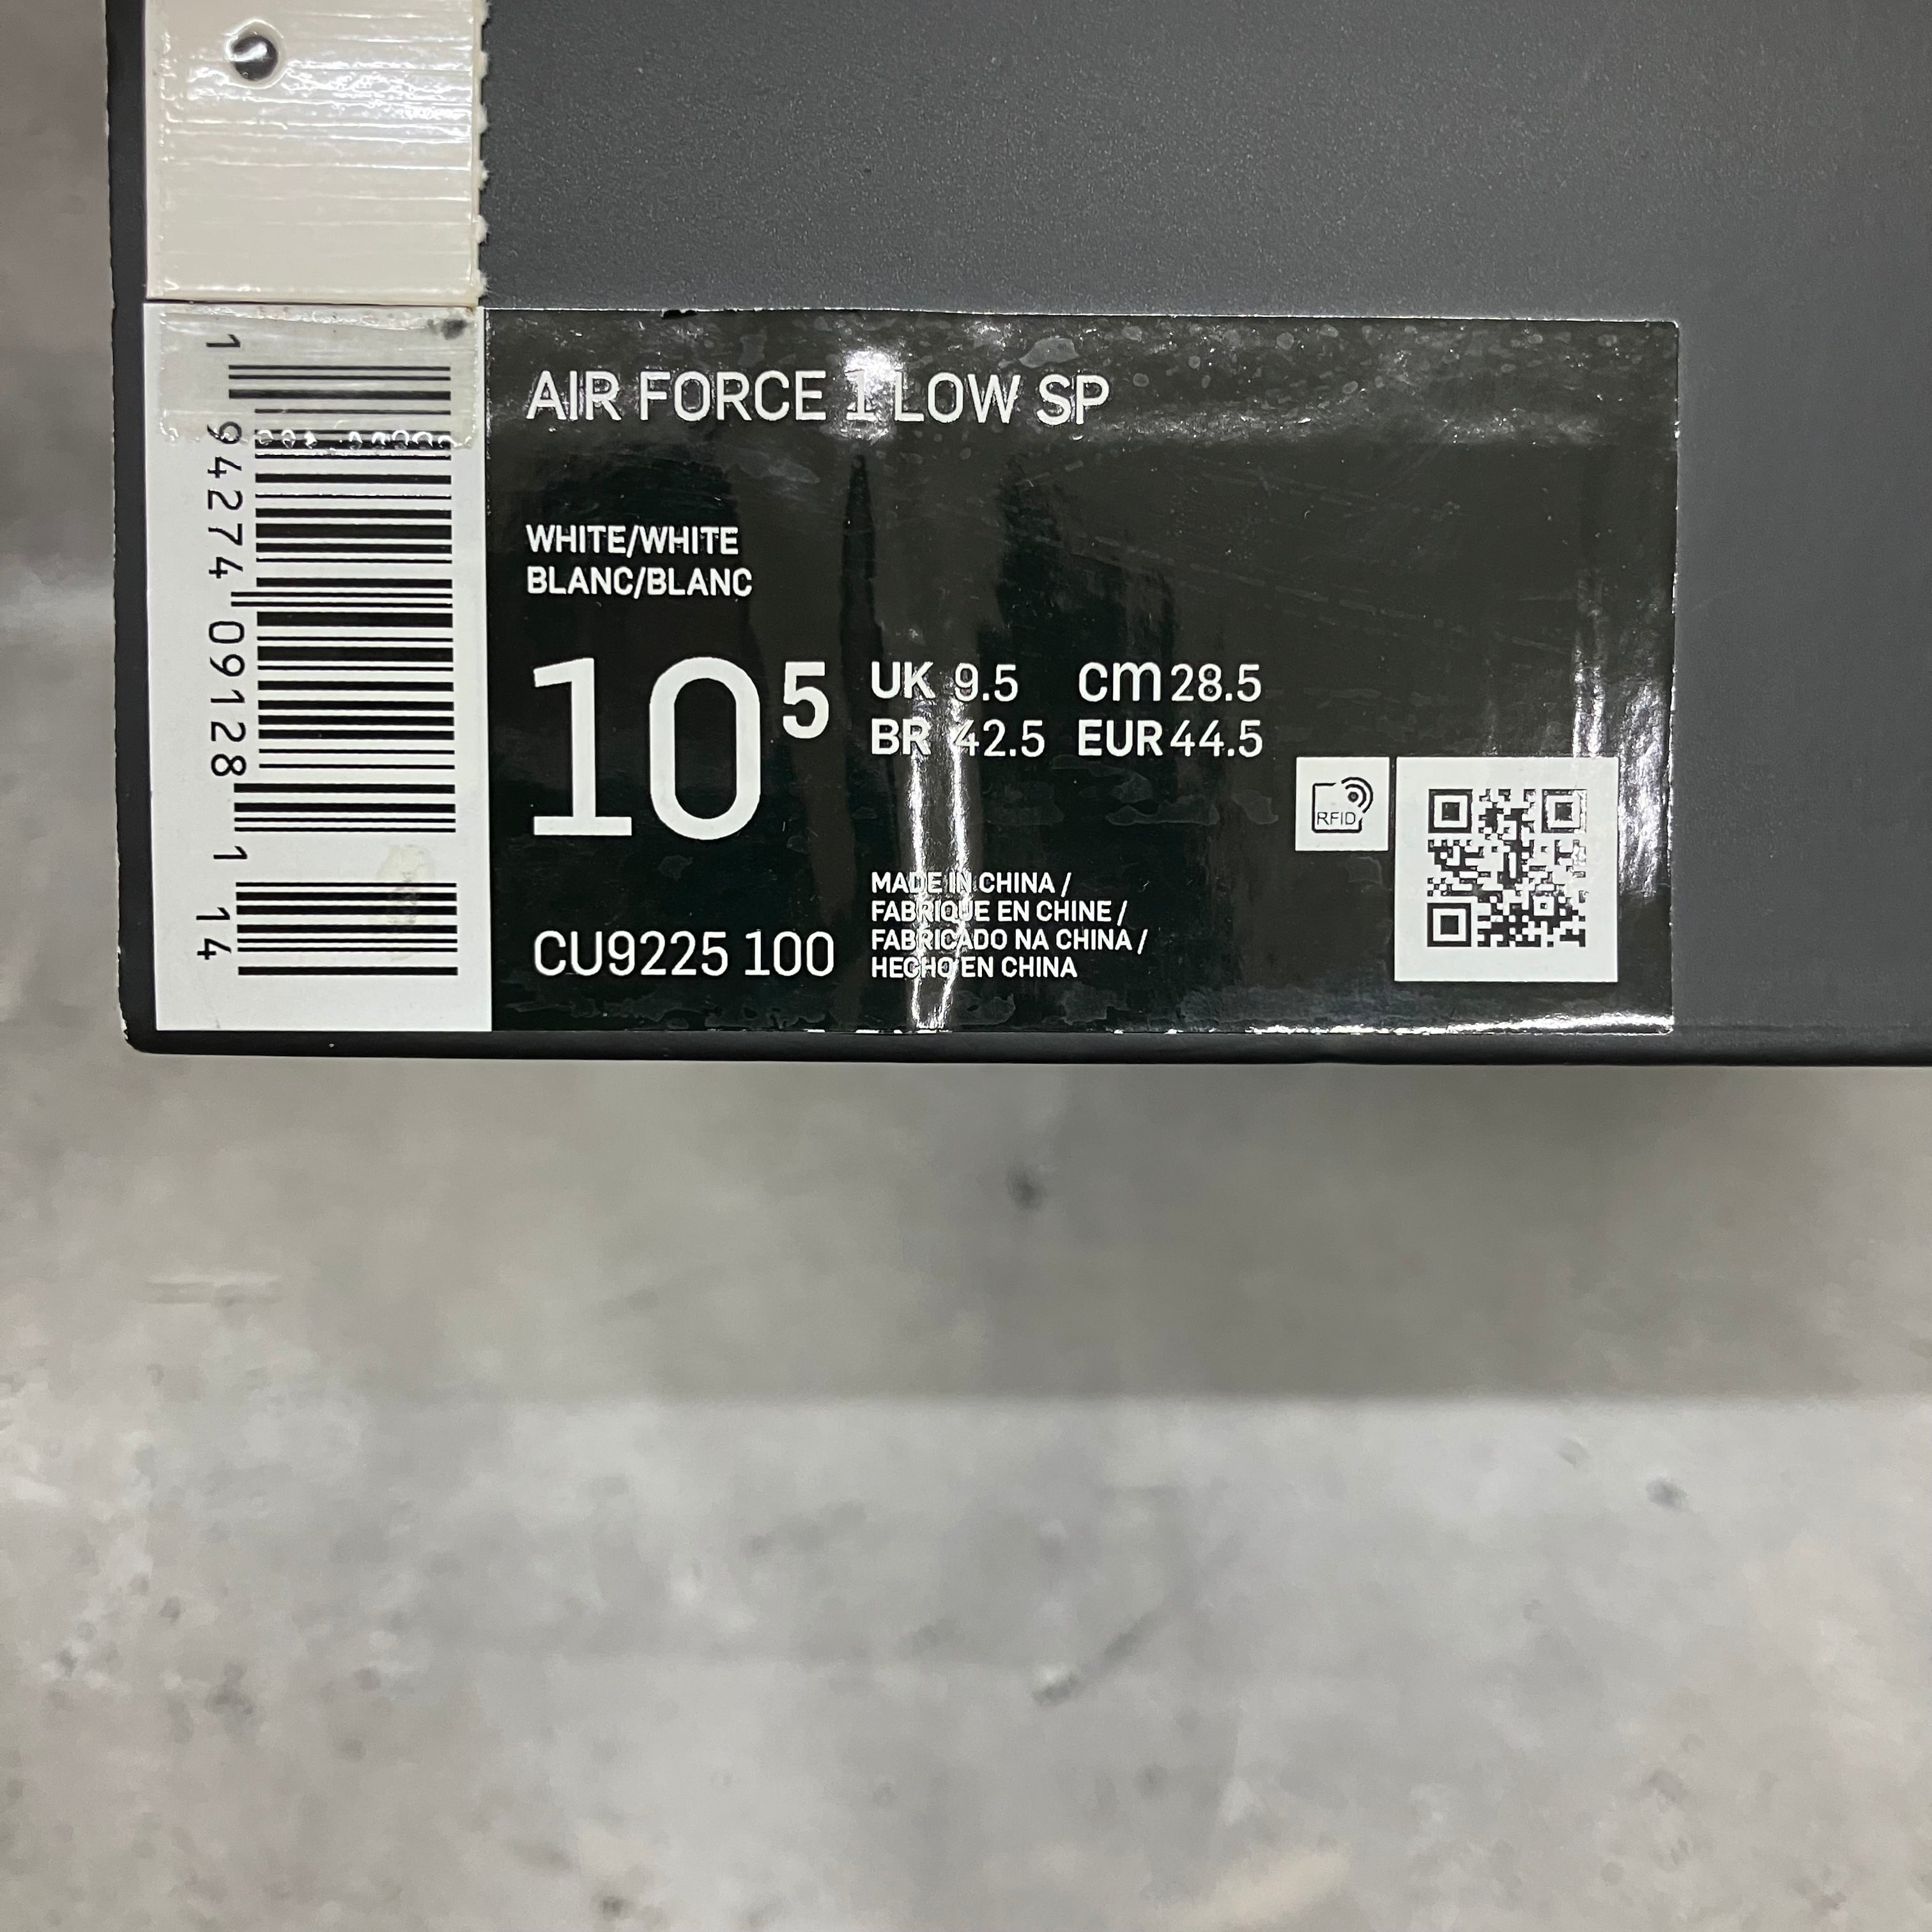 AIR FORCE 1 LOW SP
WHITE/WHITE
BLANC/BLANC
10 5
UK 9.5 cm 28.5
BR 42.5 EUR 44.5
RFID
MADE IN CHINA /
FABRIQUE EN CHINE /
FABRICADO NA CHINA /
HECHO EN CHINA
CU9225 100
1 94274 09128 1 14